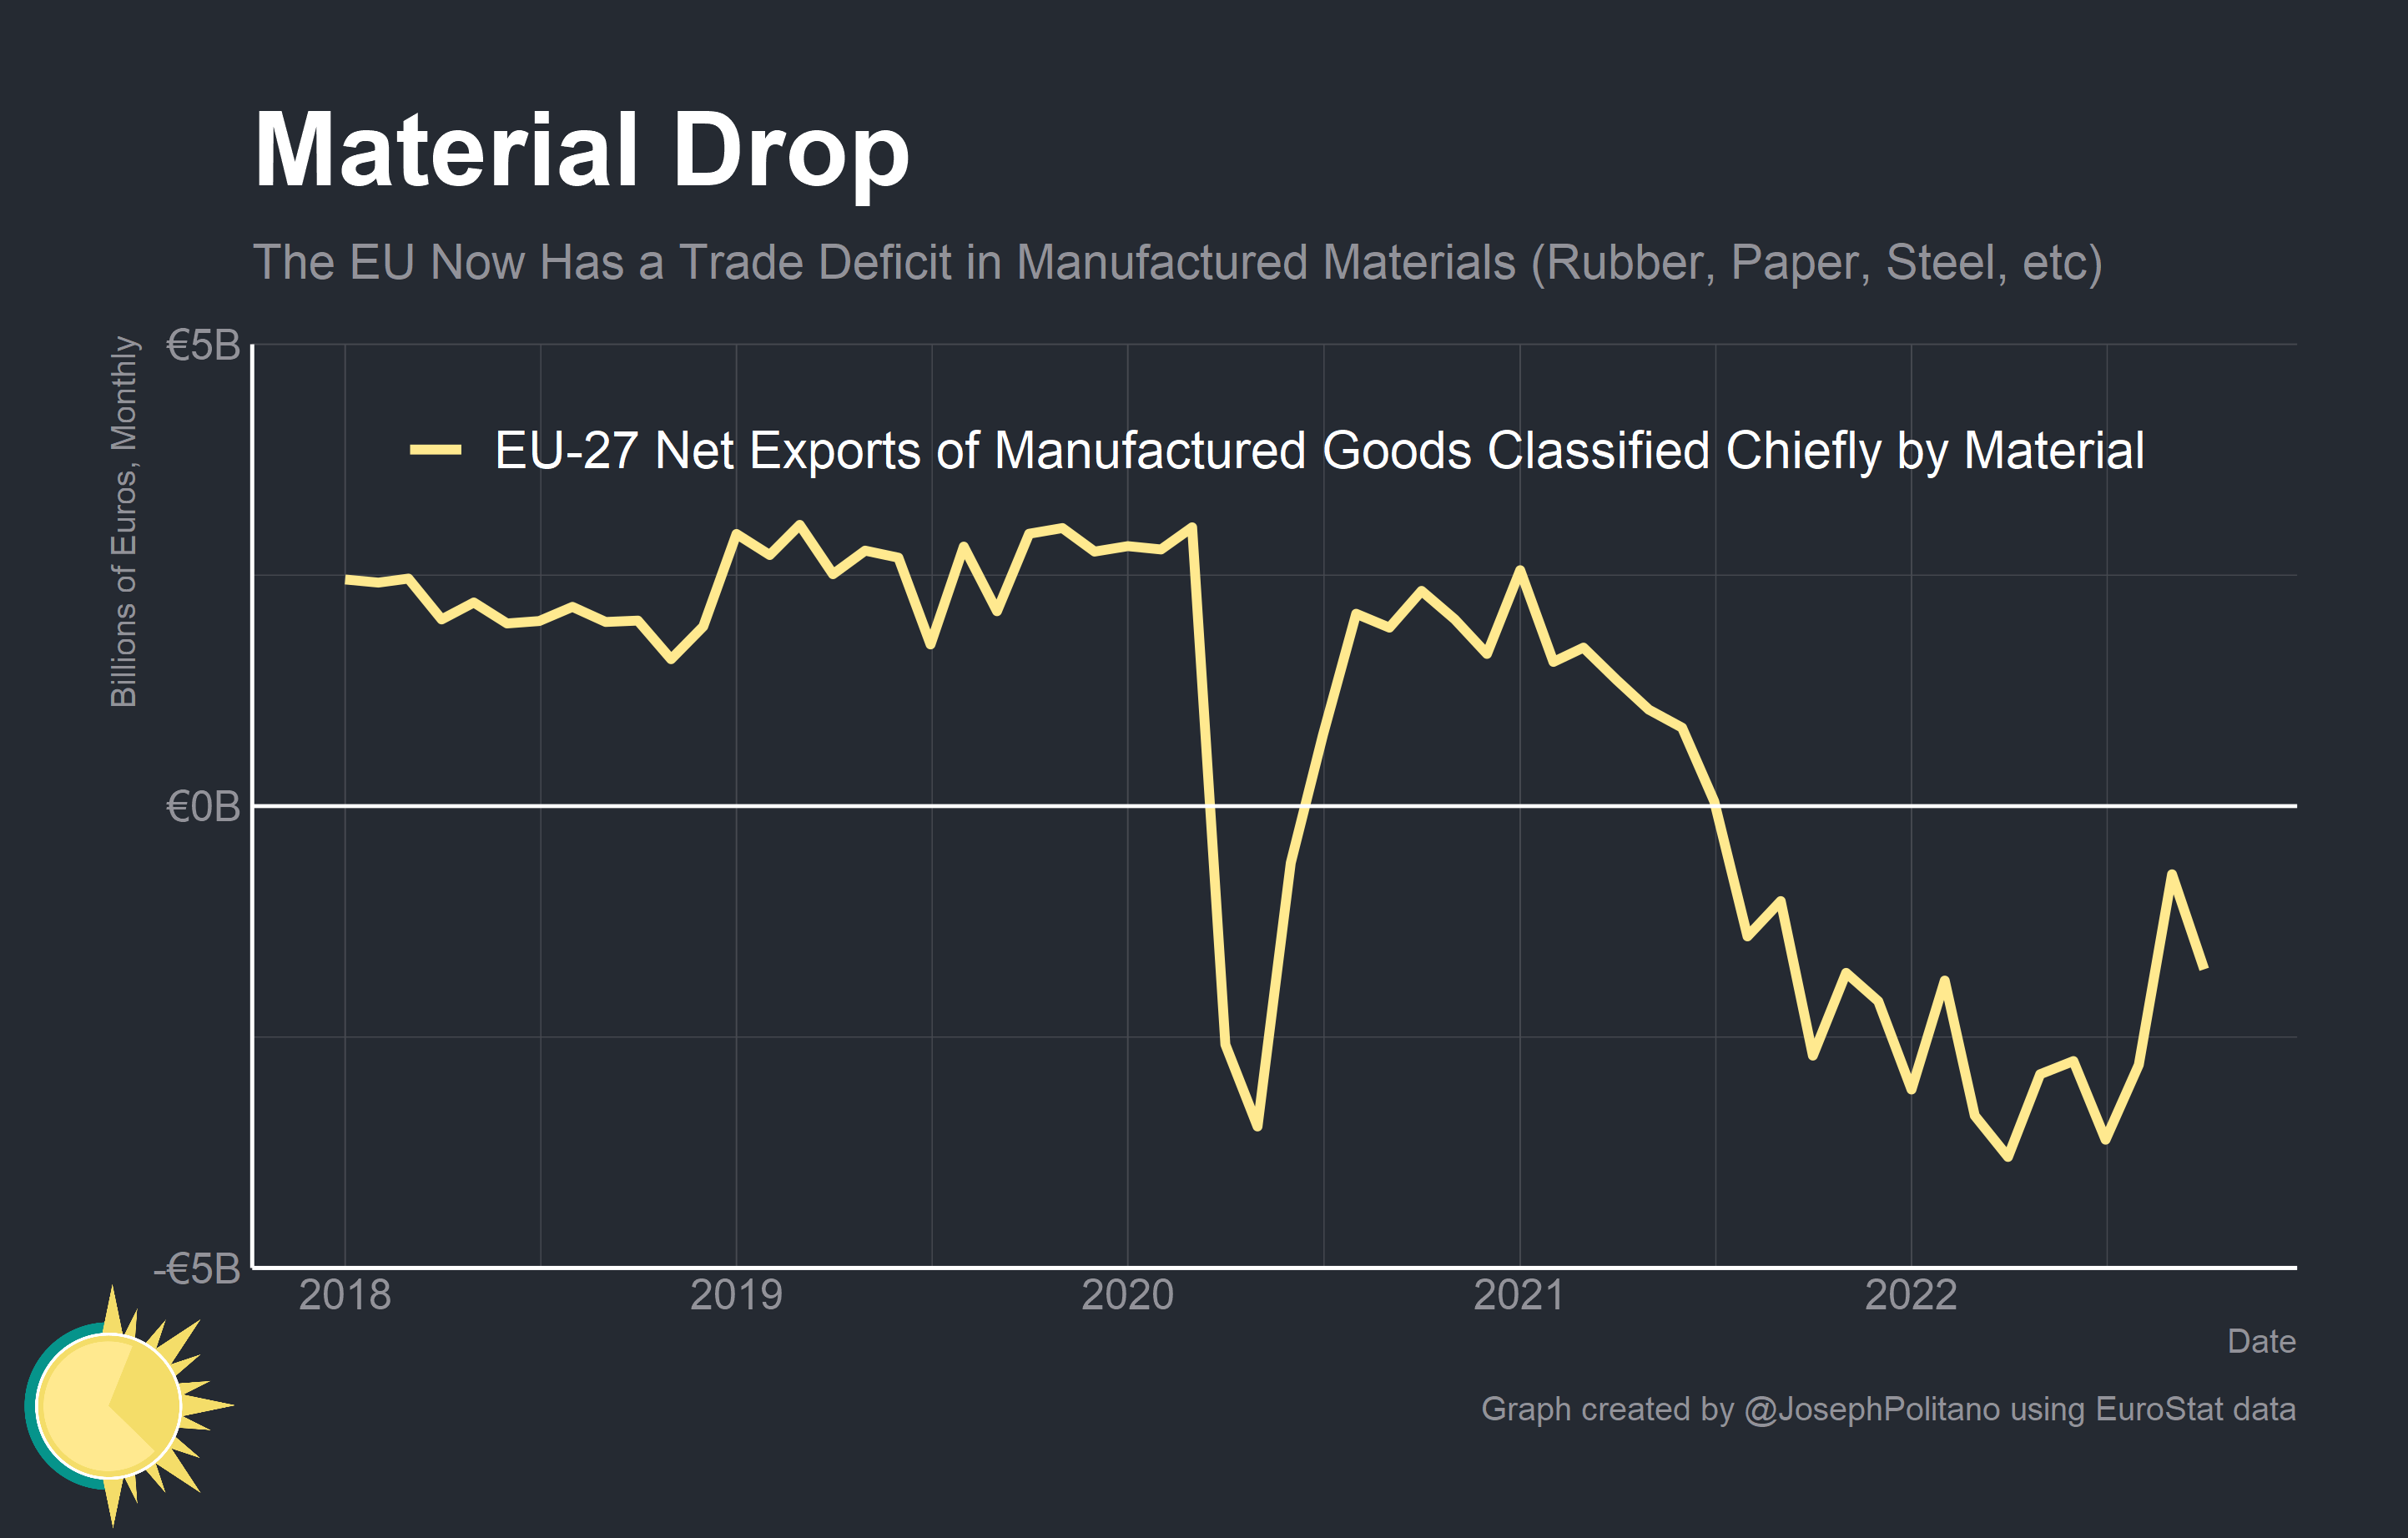 Material Drop
The EU Now Has a Trade Deficit in Manufactured Materials (Rubber, Paper, Steel, etc)
Billions of Euros, Monthly
€5B
EU-27 Net Exports of Manufactured Goods Classified Chiefly by Material
€0B
-€5B
2018 2019 2020 2021 2022
Date
Graph created by @JosephPolitano using EuroStat data